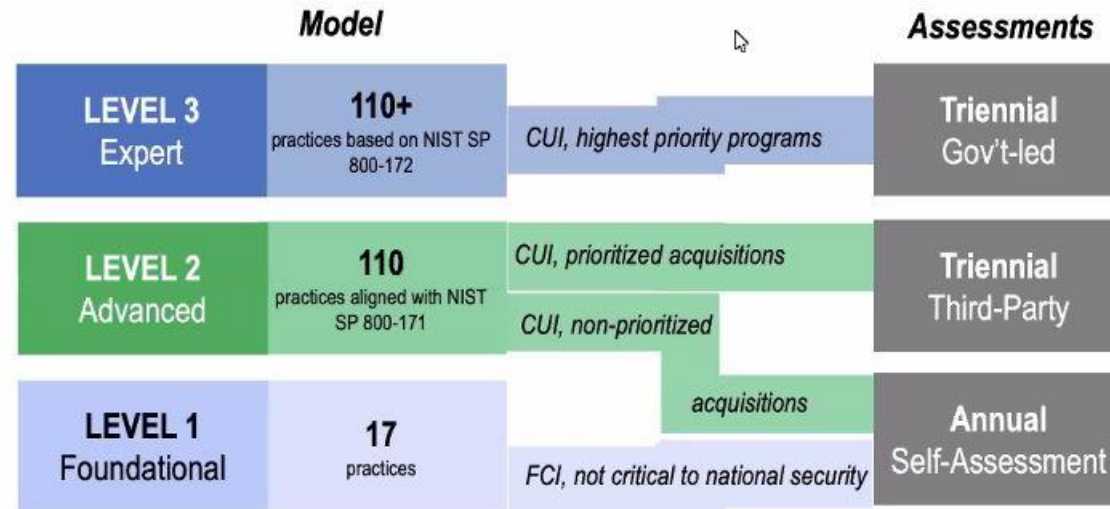 Model
Assessments
LEVEL 3
Expert
110+
practices based on NIST SP
800-172
CUI, highest priority programs
Triennial
Gov't-led
LEVEL 2
Advanced
110
practices aligned with NIST
SP 800-171
CUI, prioritized acquisitions
CUI, non-prioritized
acquisitions
Triennial
Third-Party
LEVEL 1
Foundational
17
practices
FCI, not critical to national security
Annual
Self-Assessment